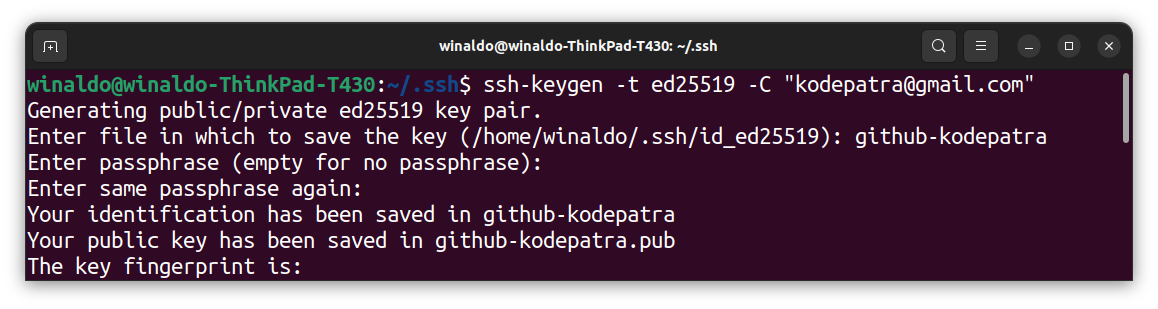 winaldo@winaldo-ThinkPad-T430: ~/.ssh
winaldo@winaldo-ThinkPad-T430:~/.ssh$ ssh-keygen -t ed25519 -C "kodepatra@gmail.com"
Generating public/private ed25519 key pair.
Enter file in which to save the key (/home/winaldo/.ssh/id_ed25519): github-kodepatra
Enter passphrase (empty for no passphrase):
Enter same passphrase again:
Your identification has been saved in github-kodepatra
Your public key has been saved in github-kodepatra.pub
The key fingerprint is: